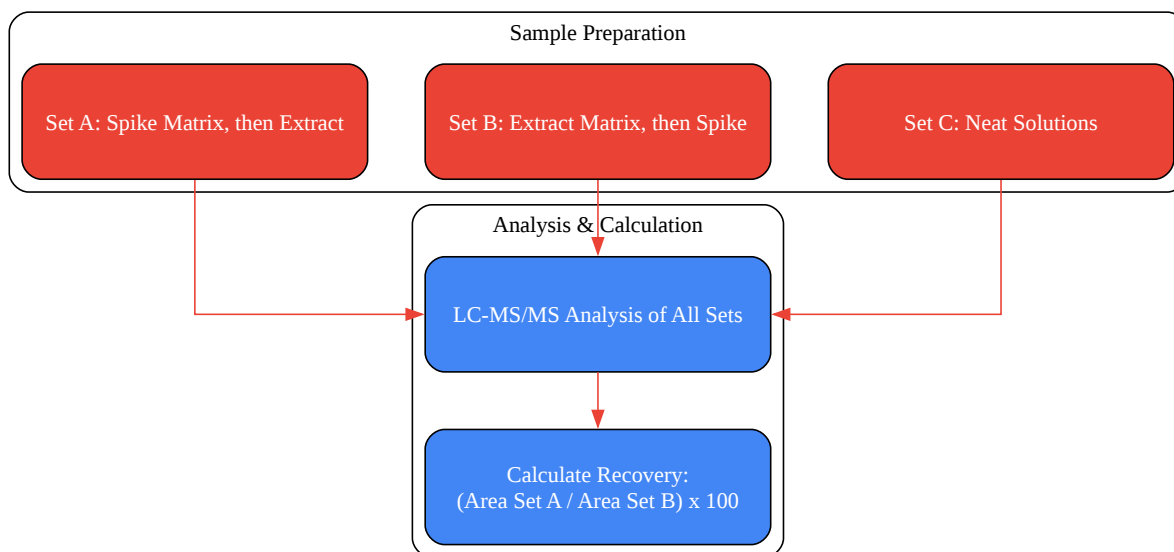 Sample Preparation
Set A: Spike Matrix, then Extract
Set B: Extract Matrix, then Spike
Set C: Neat Solutions
Analysis & Calculation
LC-MS/MS Analysis of All Sets
Calculate Recovery:
(Area Set A / Area Set B) x 100